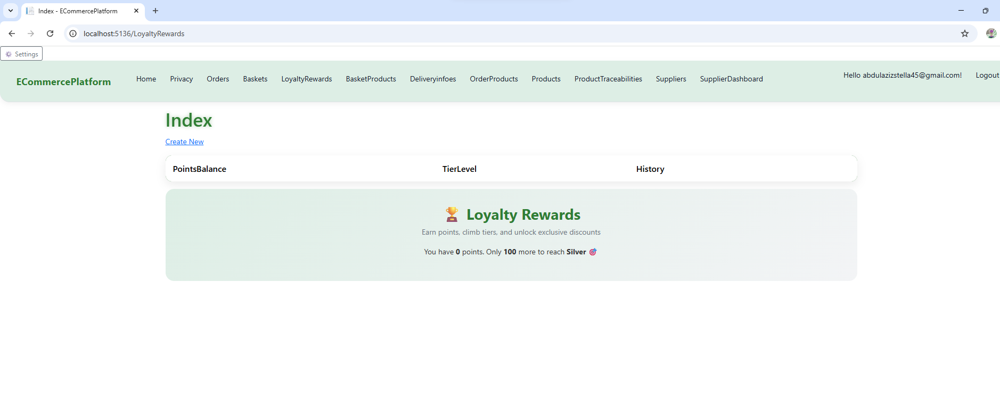 Index - ECommercePlatform
localhost:5136/LoyaltyRewards
Settings
ECommercePlatform Home Privacy Orders Baskets LoyaltyRewards BasketProducts Deliveryinfoes OrderProducts Products ProductTraceabilities Suppliers SupplierDashboard Hello abdulazizstella45@gmail.com! Logout
Index
Create New
PointsBalance TierLevel History
Loyalty Rewards
Earn points, climb tiers, and unlock exclusive discounts
You have 0 points. Only 100 more to reach Silver